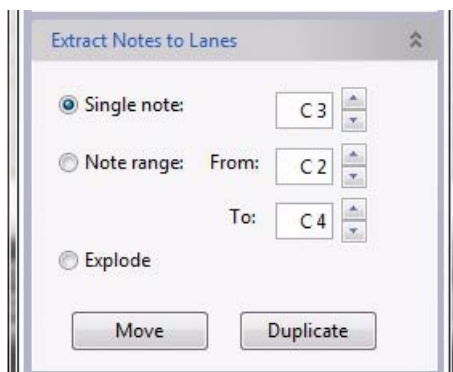 Extract Notes to Lanes
Single note: C 3
Note range: From: C 2
To: C 4
Explode
Move Duplicate